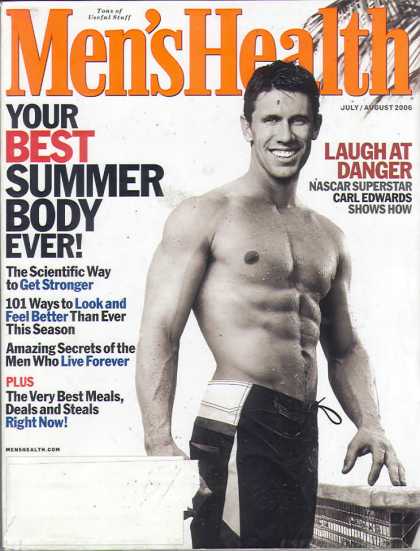 Tons of
Useful Stuff
Men'sHealth
JULY/AUGUST 2006
YOUR
BEST
SUMMER
BODY
EVER!
LAUGH AT
DANGER
NASCAR SUPERSTAR
CARL EDWARDS
SHOWS HOW
The Scientific Way
to Get Stronger
101 Ways to Look and
Feel Better Than Ever
This Season
Amazing Secrets of the
Men Who Live Forever
PLUS
The Very Best Meals,
Deals and Steals
Right Now!
MENSHEALTH.COM